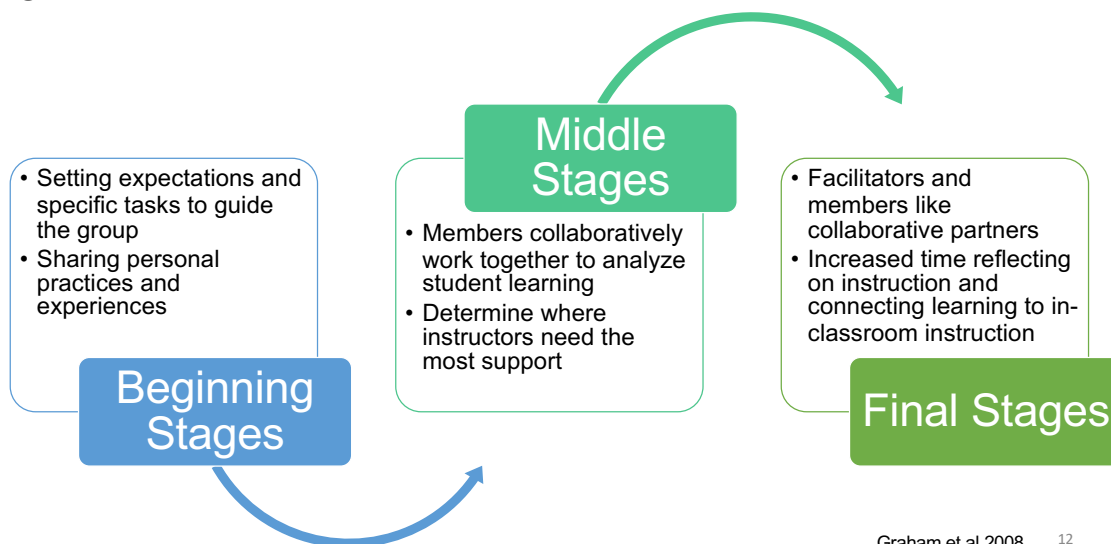 • Setting expectations and
specific tasks to guide
the group
• Sharing personal
practices and
experiences
Beginning
Stages
Middle
Stages
• Members collaboratively
work together to analyze
student learning
• Determine where
instructors need the
most support
• Facilitators and
members like
collaborative partners
• Increased time reflecting
on instruction and
connecting learning to in-
classroom instruction
Final Stages
Graham et al 2008
12